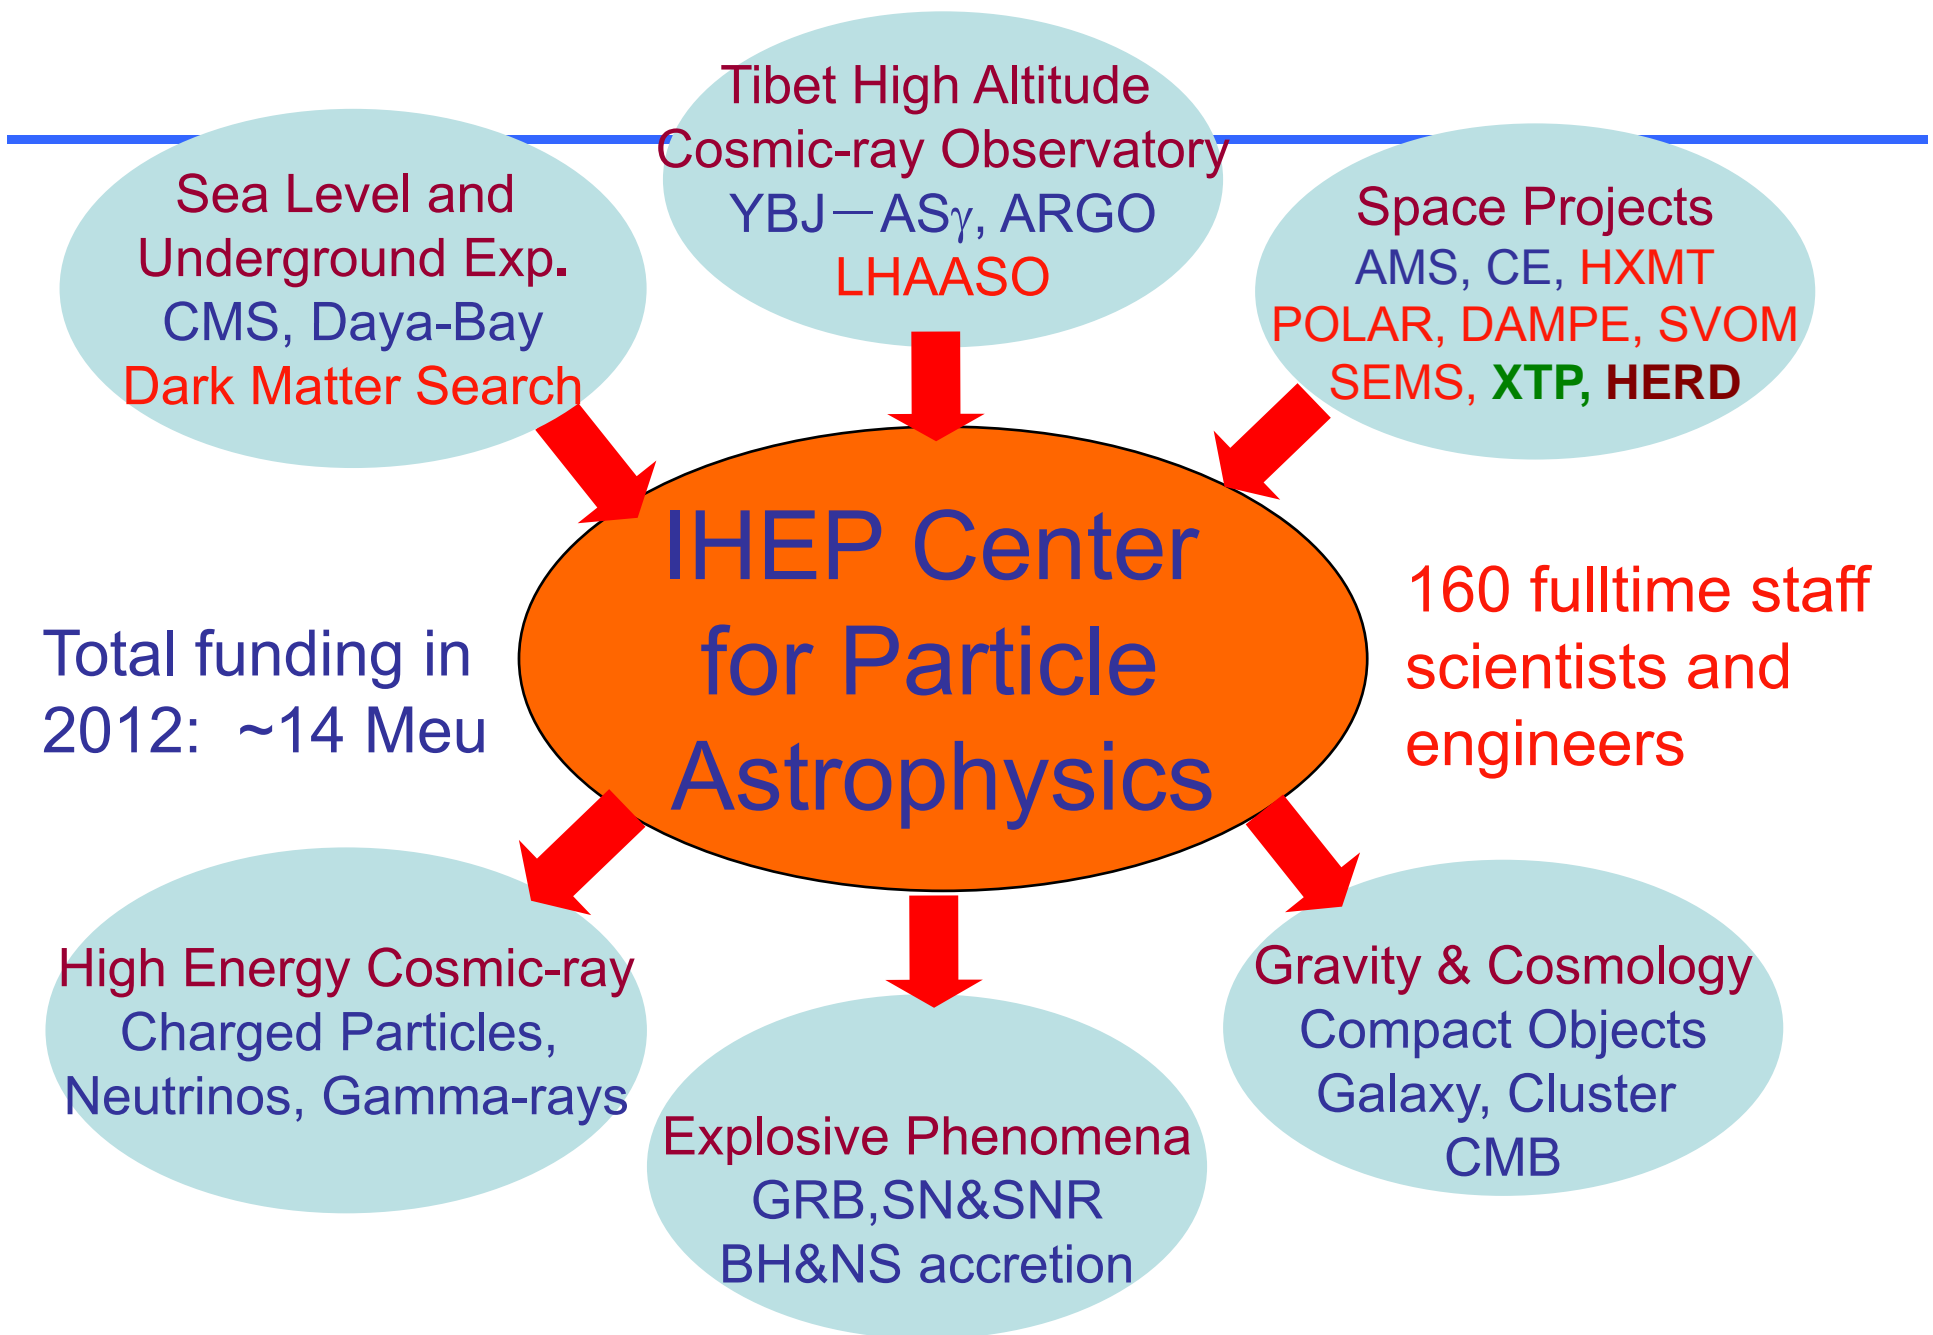 Tibet High Altitude
Cosmic-ray Observatory
YBJ－ASγ, ARGO
LHAASO
Sea Level and
Underground Exp.
CMS, Daya-Bay
Dark Matter Search
Space Projects
AMS, CE, HXMT
POLAR, DAMPE, SVOM
SEMS, XTP, HERD
IHEP Center
for Particle
Astrophysics
Total funding in
2012: ~14 Meu
160 fulltime staff
scientists and
engineers
High Energy Cosmic-ray
Charged Particles,
Neutrinos, Gamma-rays
Explosive Phenomena
GRB,SN&SNR
BH&NS accretion
Gravity & Cosmology
Compact Objects
Galaxy, Cluster
CMB